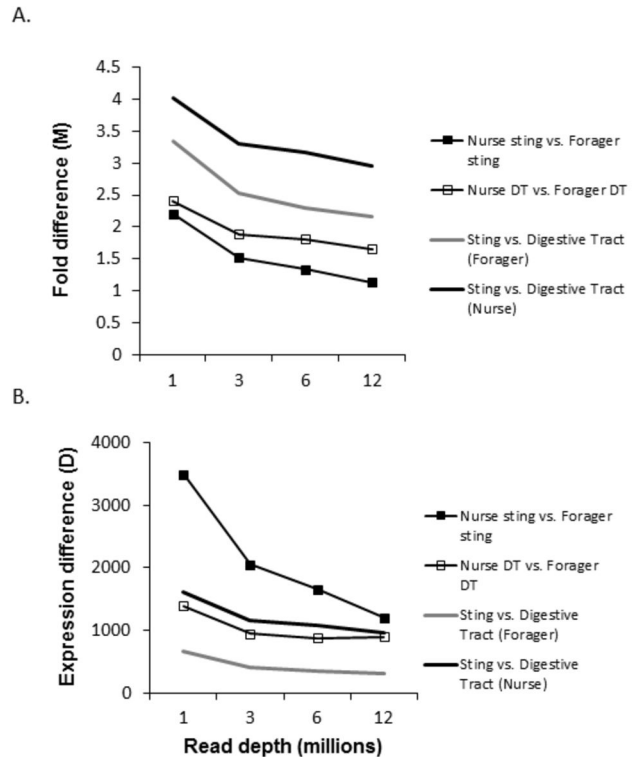 A.
Fold difference (M)
4.5
4
3.5
3
2.5
2
1.5
1
0.5
0
1 3 6 12
Nurse sting vs. Forager
sting
Nurse DT vs. Forager DT
Sting vs. Digestive Tract
(Forager)
Sting vs. Digestive Tract
(Nurse)
B.
Expression difference (D)
4000
3000
2000
1000
0
1 3 6 12
Read depth (millions)
Nurse sting vs. Forager
sting
Nurse DT vs. Forager
DT
Sting vs. Digestive
Tract (Forager)
Sting vs. Digestive
Tract (Nurse)